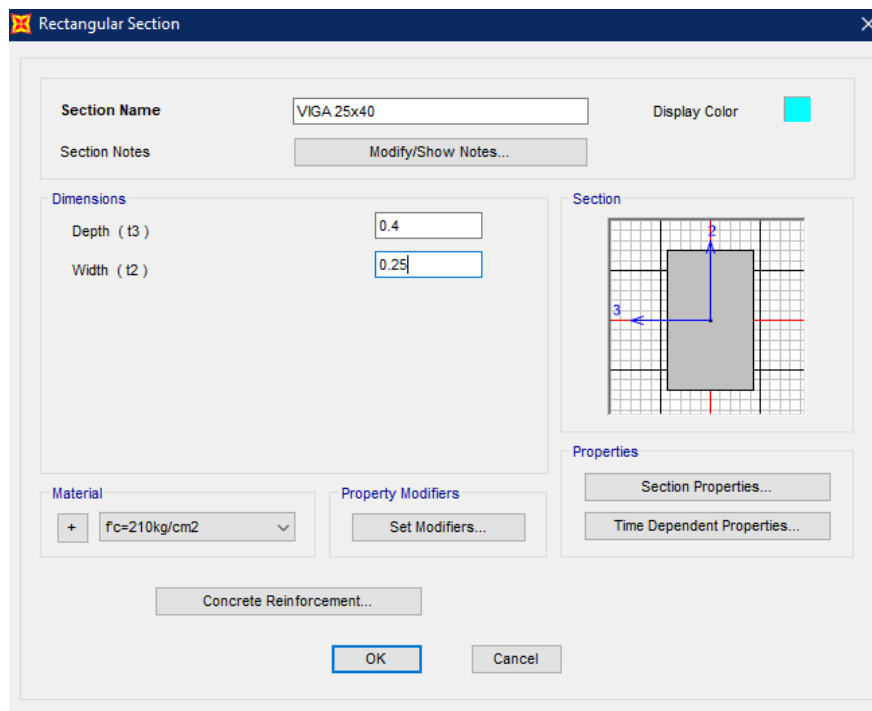 Rectangular Section
Section Name VIGA 25x40 Display Color
Section Notes Modify/Show Notes...
Dimensions
Depth ( t3 ) 0.4
Width ( t2 ) 0.25
Section
2
3
Properties
Section Properties...
Time Dependent Properties...
Material
+ f'c=210kg/cm2
Property Modifiers
Set Modifiers...
Concrete Reinforcement...
OK Cancel